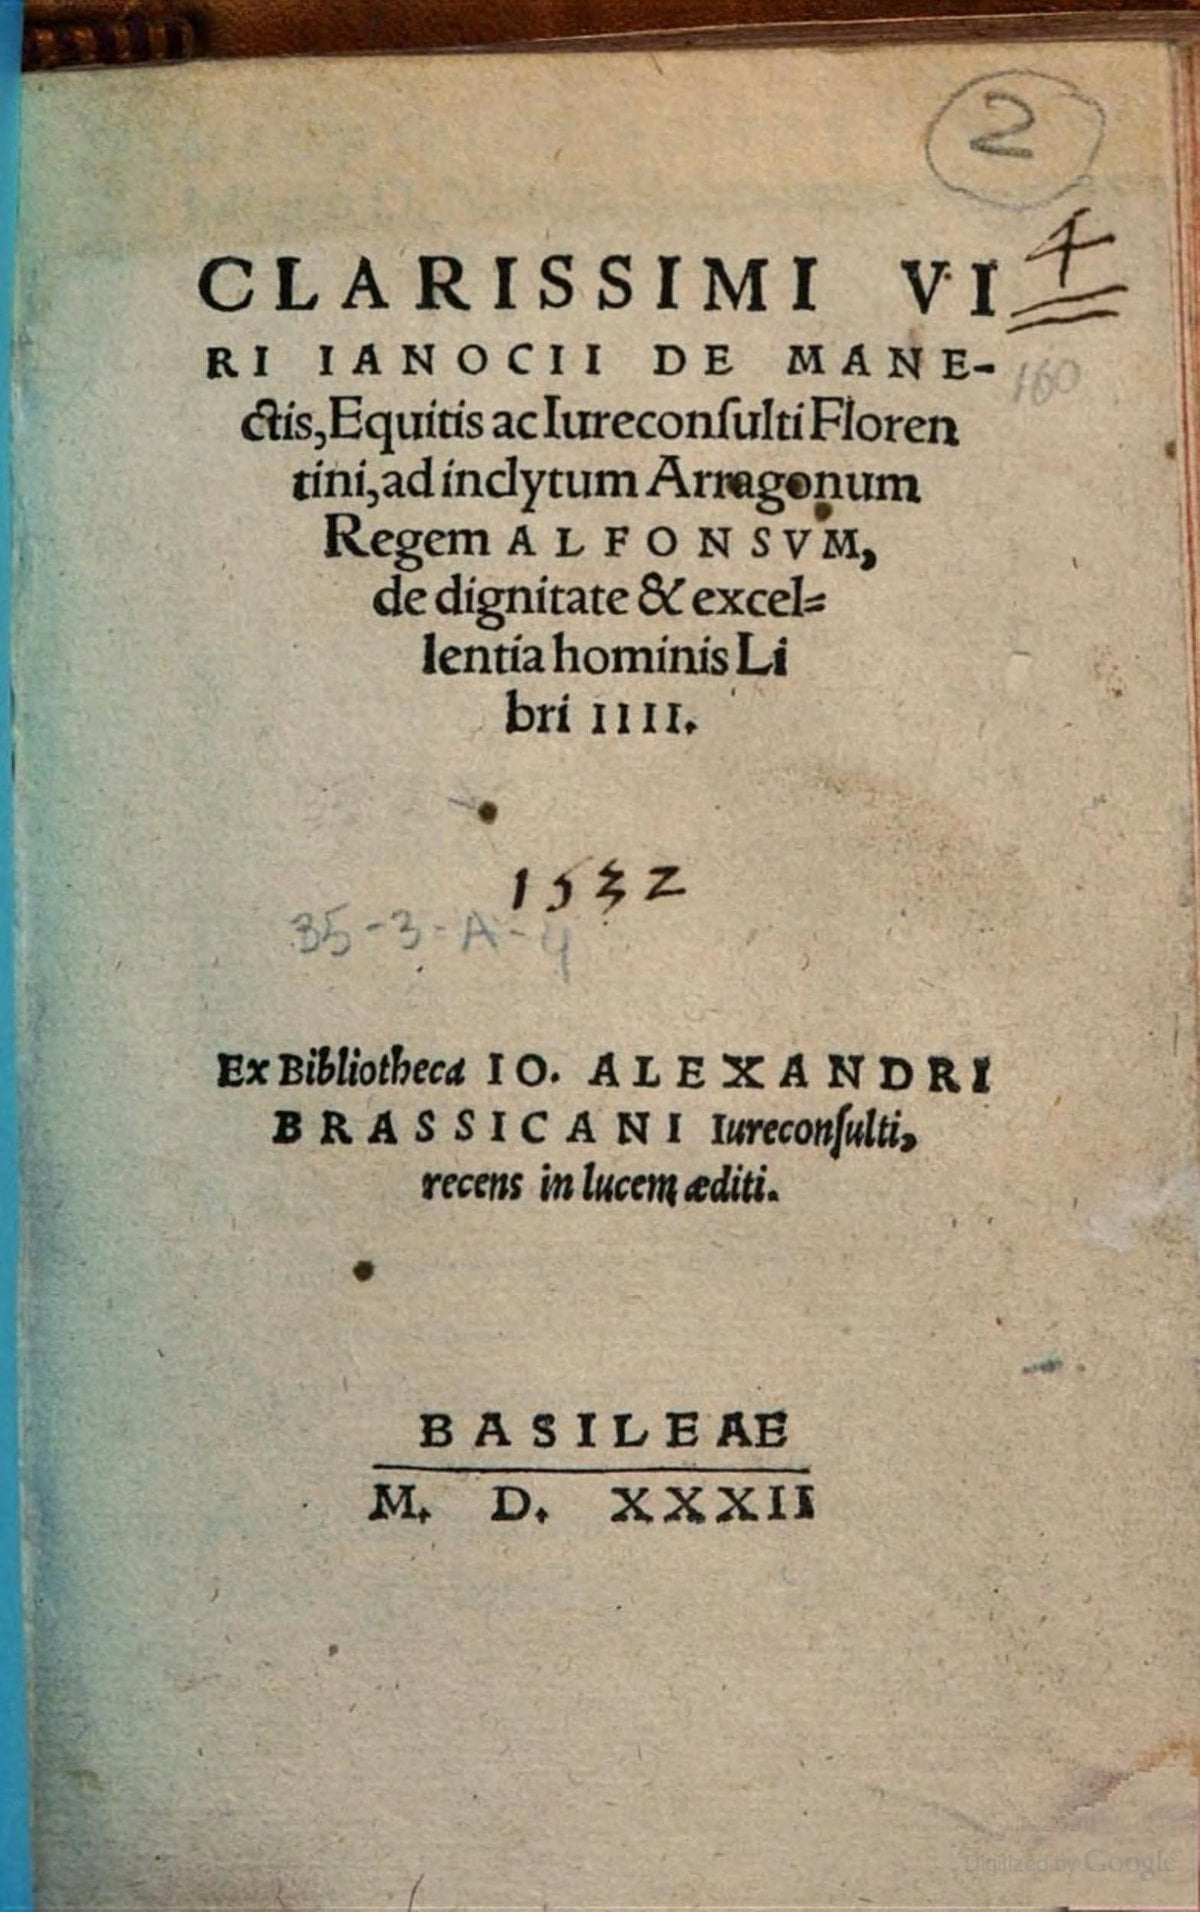 2
4
CLARISSIMI VI
RI IANOCII DE MANE-
160
ctis, Equitis ac Iureconſulti Floren
tini, ad inclytum Arragonum
Regem ALFONSVM,
de dignitate & excel=
lentia hominis Li
bri IIII.
1532
35-3-A-4
Ex Bibliotheca IO. ALEXANDRI
BRASSICANI Iureconſulti,
recens in lucem æditi.
BASILEAE
M. D. XXXII
Digitized by Google